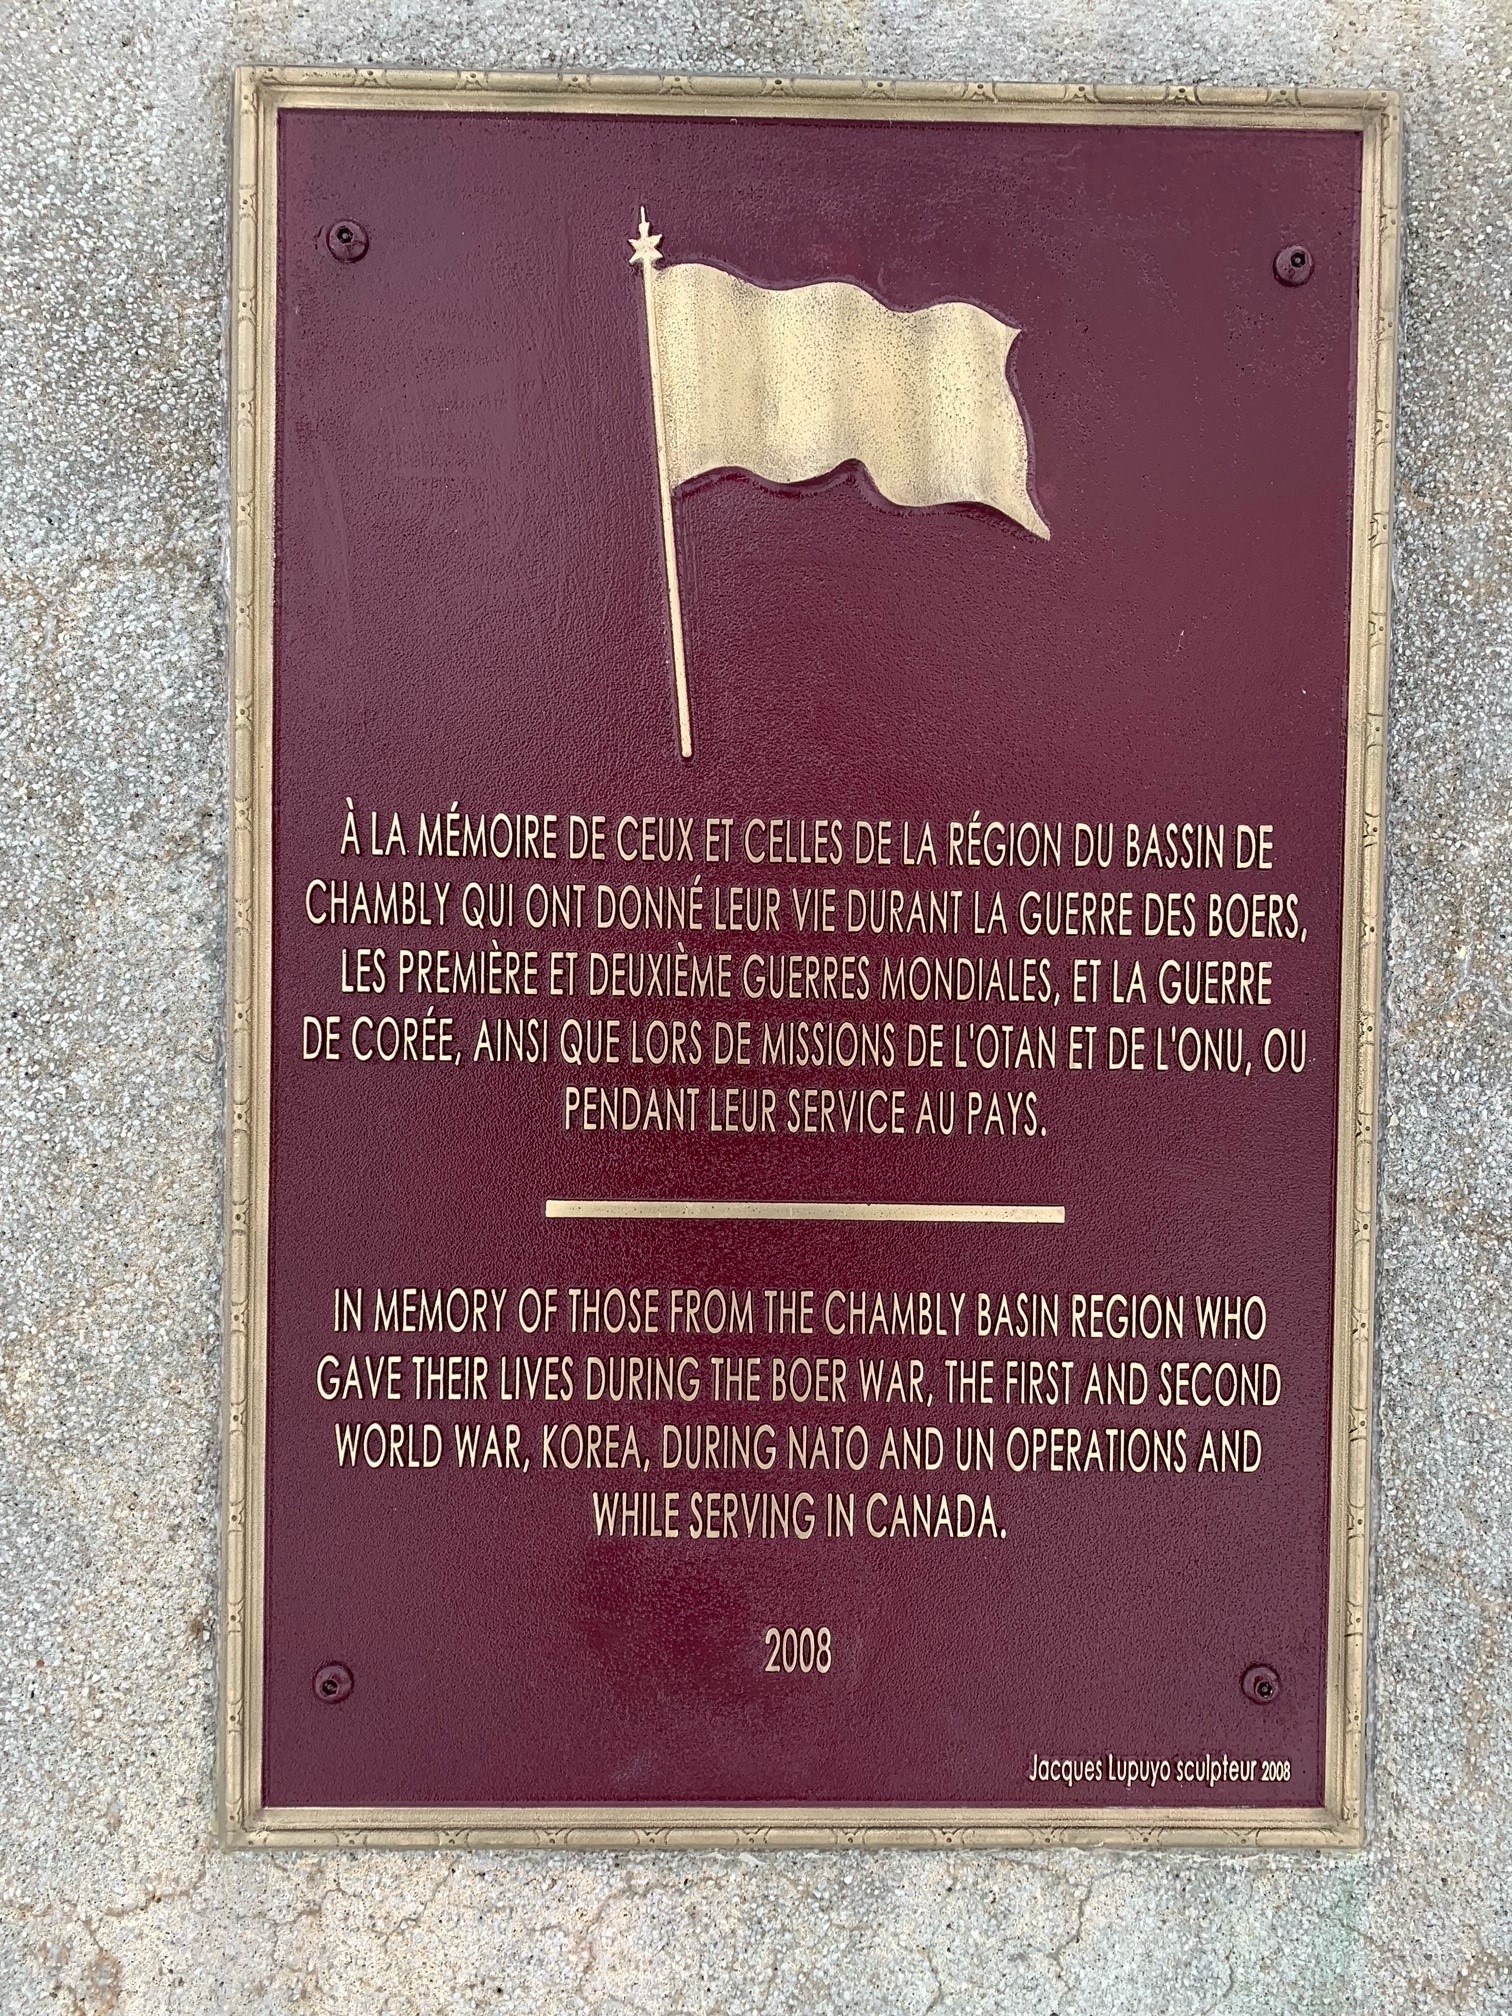 À LA MÉMOIRE DE CEUX ET CELLES DE LA RÉGION DU BASSIN DE
CHAMBLY QUI ONT DONNÉ LEUR VIE DURANT LA GUERRE DES BOERS,
LES PREMIÈRE ET DEUXIÈME GUERRES MONDIALES, ET LA GUERRE
DE CORÉE, AINSI QUE LORS DE MISSIONS DE L'OTAN ET DE L'ONU, OU
PENDANT LEUR SERVICE AU PAYS.
IN MEMORY OF THOSE FROM THE CHAMBLY BASIN REGION WHO
GAVE THEIR LIVES DURING THE BOER WAR, THE FIRST AND SECOND
WORLD WAR, KOREA, DURING NATO AND UN OPERATIONS AND
WHILE SERVING IN CANADA.
2008
Jacques Lupuyo sculpteur 2008